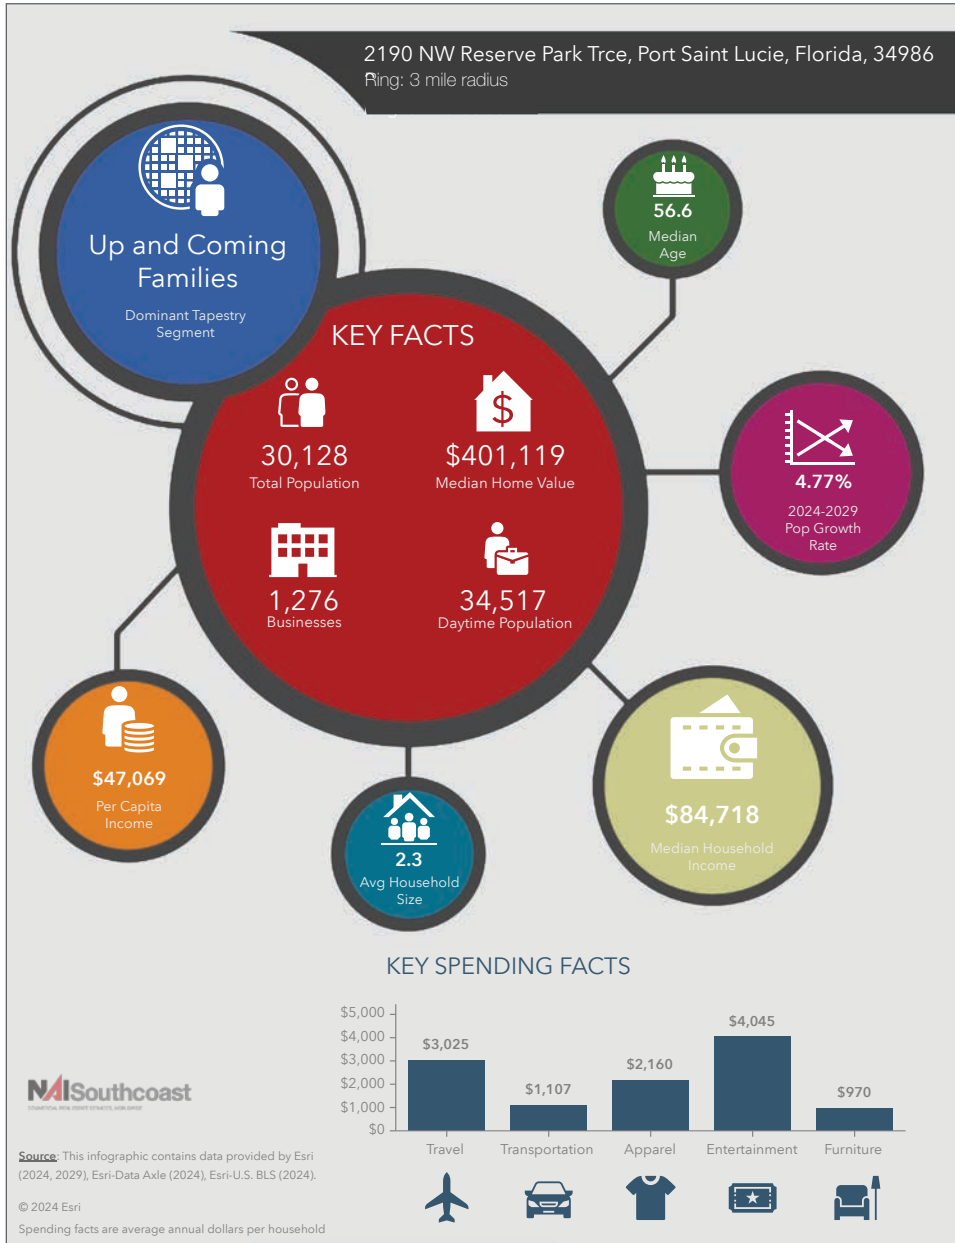 2190 NW Reserve Park Trce, Port Saint Lucie, Florida, 34986
Ring: 3 mile radius
Up and Coming
Families
Dominant Tapestry
Segment
56.6
Median
Age
KEY FACTS
30,128
Total Population
$401,119
Median Home Value
1,276
Businesses
34,517
Daytime Population
4.77%
2024-2029
Pop Growth
Rate
$47,069
Per Capita
Income
2.3
Avg Household
Size
$84,718
Median Household
Income
KEY SPENDING FACTS
$5,000
$4,000
$3,000
$2,000
$1,000
$0
$3,025
$1,107
$2,160
$4,045
$970
Travel
Transportation
Apparel
Entertainment
Furniture
NAISouthcoast
Source: This infographic contains data provided by Esri
(2024, 2029), Esri-Data Axle (2024), Esri-U.S. BLS (2024).
© 2024 Esri
Spending facts are average annual dollars per household